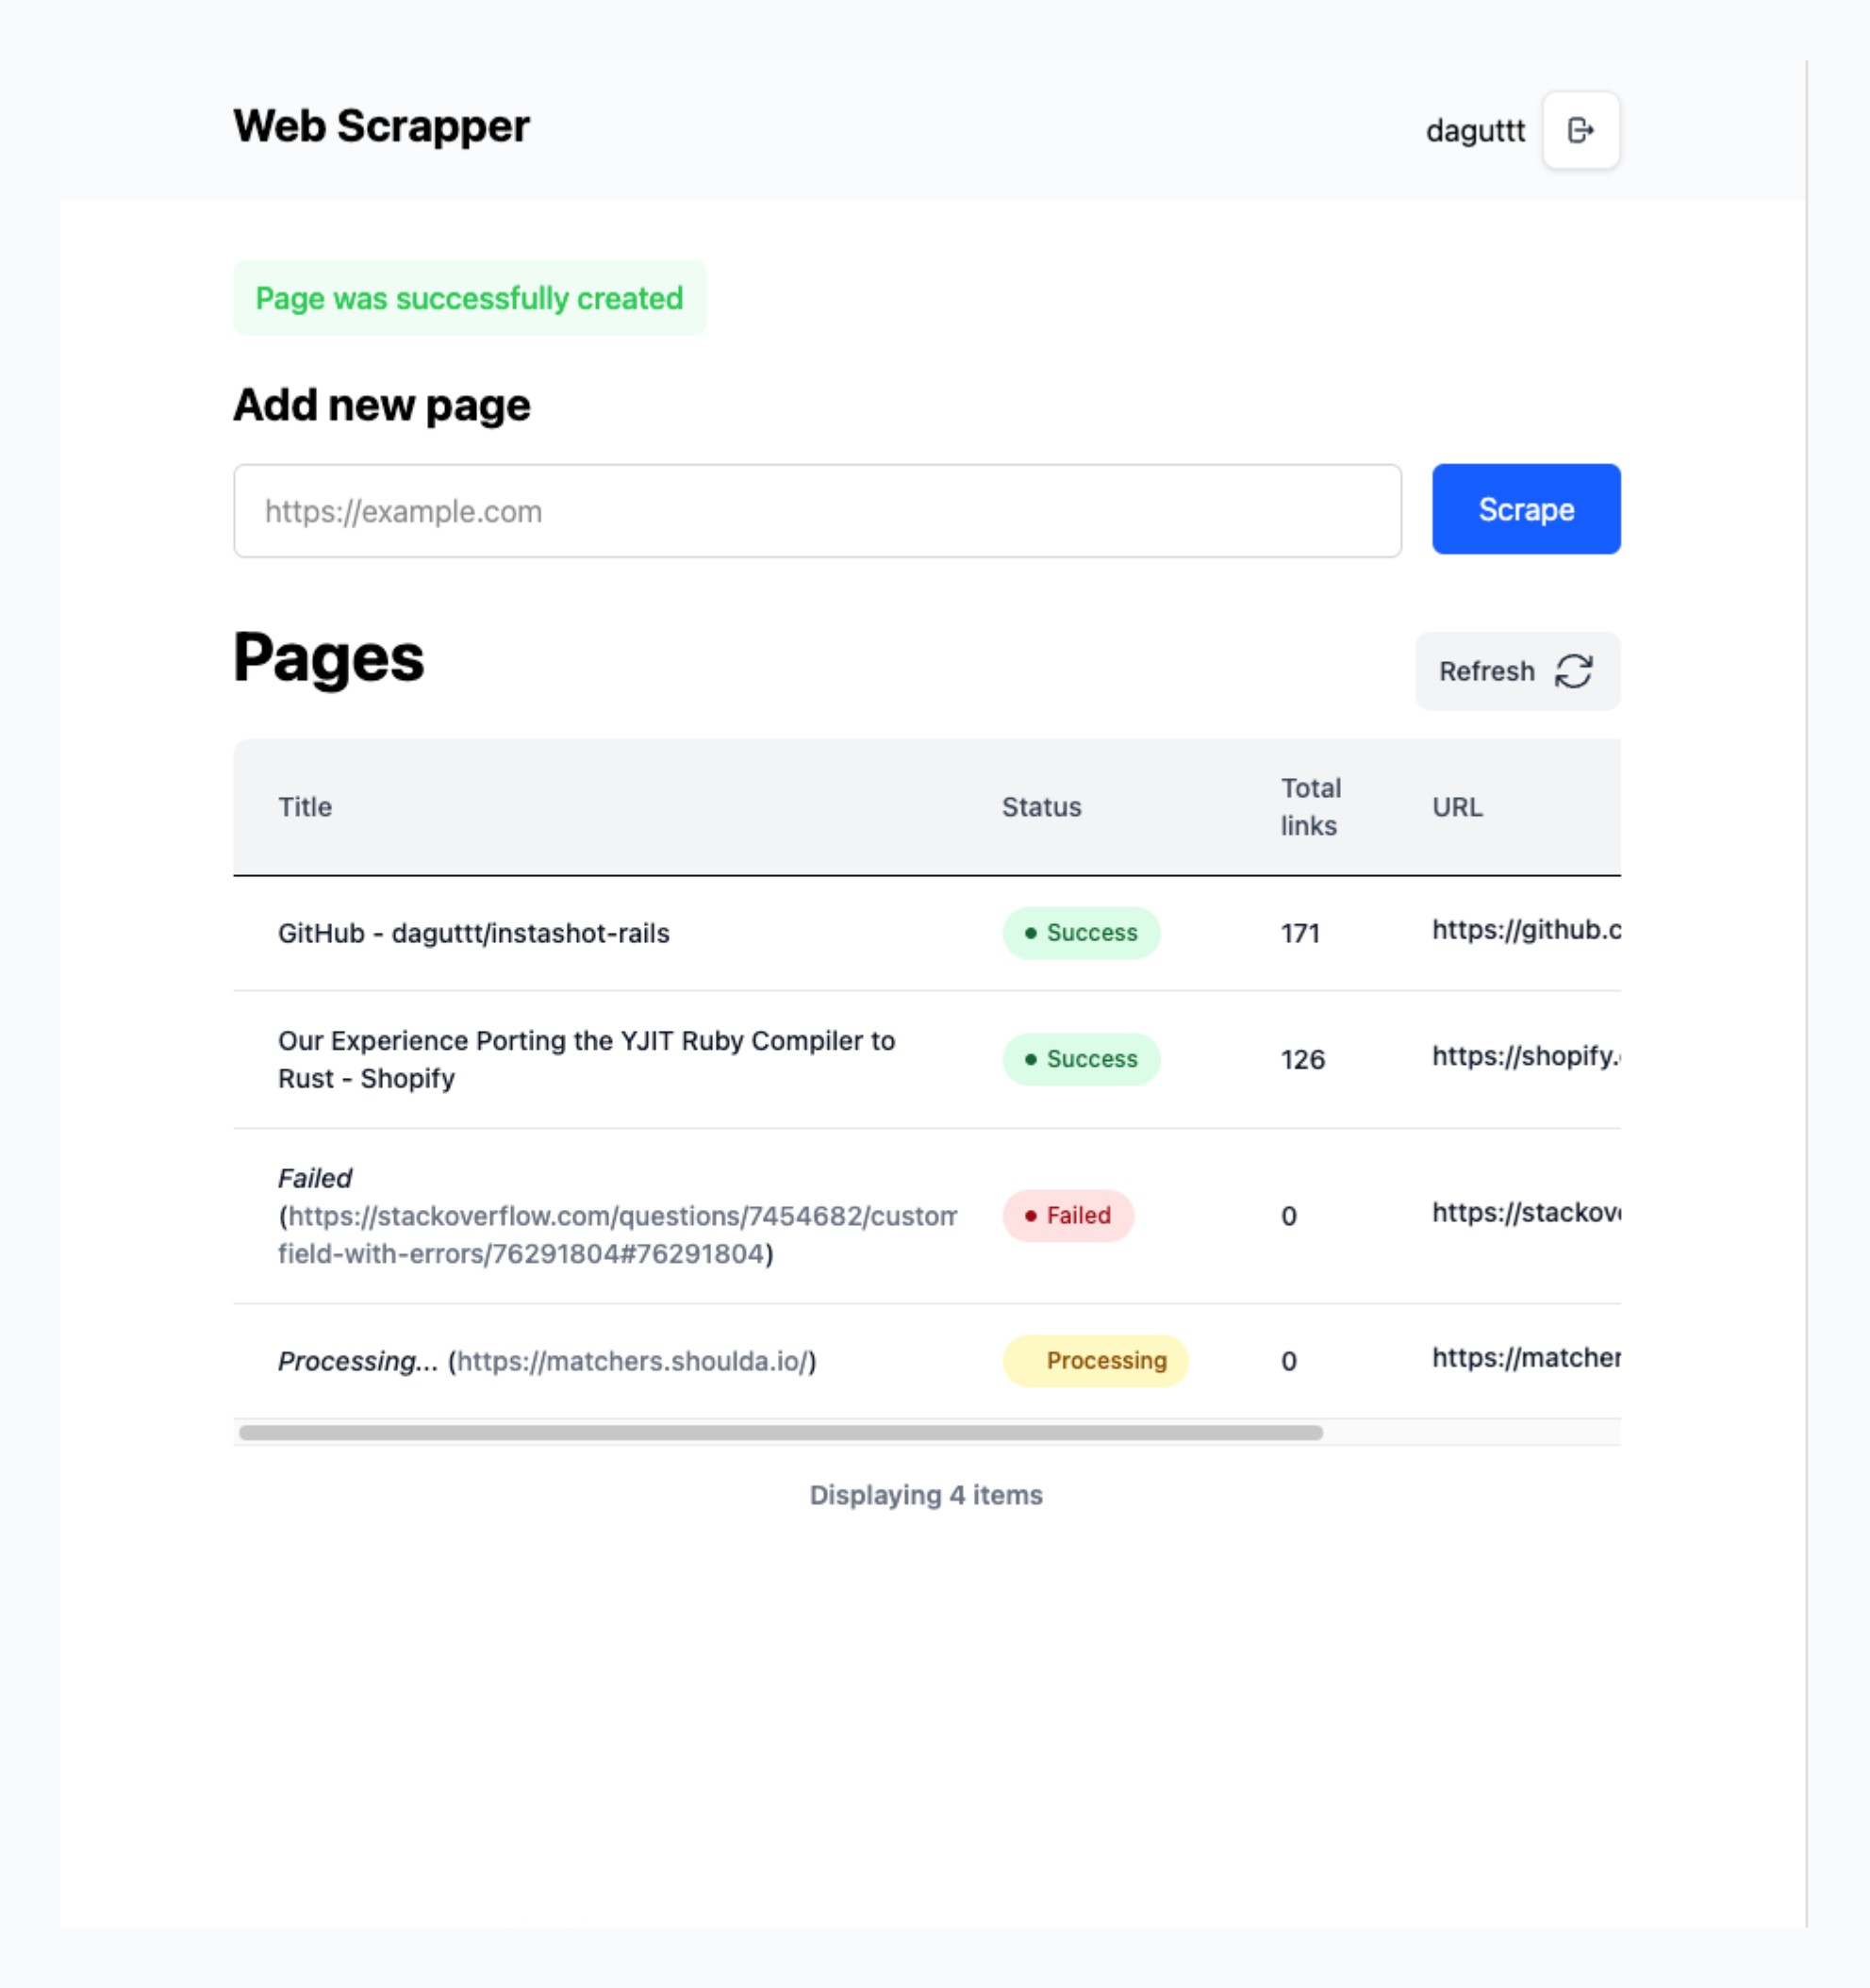 Web Scrapper
daguttt
Page was successfully created
Add new page
https://example.com
Scrape
Pages
Refresh
Title Status Total links URL
GitHub - daguttt/instashot-rails Success 171 https://github.c
Our Experience Porting the YJIT Ruby Compiler to
Rust - Shopify
Success 126 https://shopify.
Failed
(https://stackoverflow.com/questions/7454682/custom
field-with-errors/76291804#76291804)
Failed 0 https://stackov
Processing... (https://matchers.shoulda.io/) Processing 0 https://matcher
Displaying 4 items